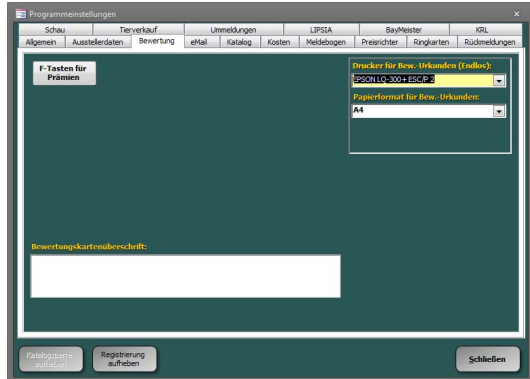 Programmeinstellungen
Schau Tierverkauf Ummeldungen LIPSIA BayMeister KRL
Allgemein Ausstellerdaten Bewertung eMail Katalog Kosten Meldebogen Preisrichter Ringkarten Rückmeldungen
F-Tasten für
Prämien
Drucker für Bew.-Urkunden (Endlos):
EPSON LQ-300+ ESC/P 2
Papierformat für Bew.-Urkunden:
A4
Bewertungskartenüberschrift:
Katalogsperre
aufheben
Registrierung
aufheben
Schließen